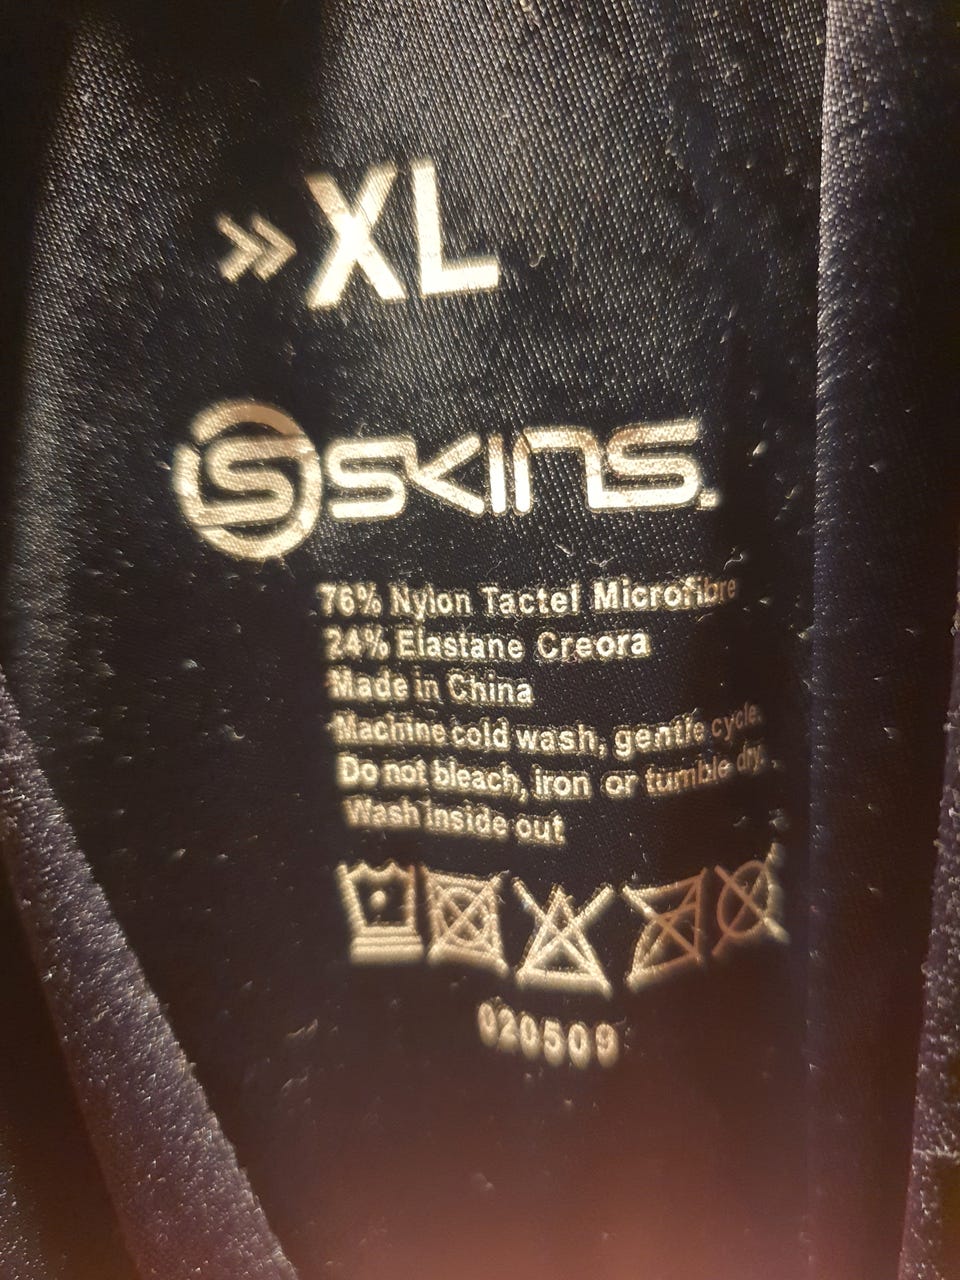 » XL
S SKINS.
76% Nylon Tactel Microfibre
24% Elastane Creora
Made in China
Machine cold wash, gentle cycle.
Do not bleach, iron or tumble dry.
Wash inside out
020509